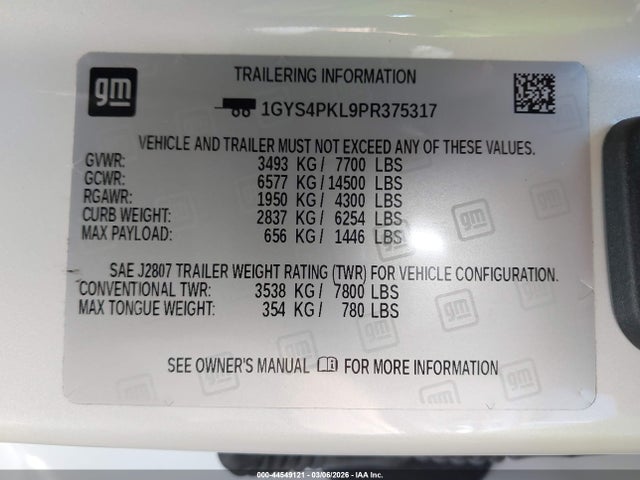 gm
TRAILERING INFORMATION
1GYS4PKL9PR375317
VEHICLE AND TRAILER MUST NOT EXCEED ANY OF THESE VALUES.
GVWR: 3493 KG / 7700 LBS
GCWR: 6577 KG / 14500 LBS
RGAWR: 1950 KG / 4300 LBS
CURB WEIGHT: 2837 KG / 6254 LBS
MAX PAYLOAD: 656 KG / 1446 LBS
SAE J2807 TRAILER WEIGHT RATING (TWR) FOR VEHICLE CONFIGURATION.
CONVENTIONAL TWR: 3538 KG / 7800 LBS
MAX TONGUE WEIGHT: 354 KG / 780 LBS
SEE OWNER'S MANUAL FOR MORE INFORMATION
000-44549121 - 03/06/2026 - IAA Inc.